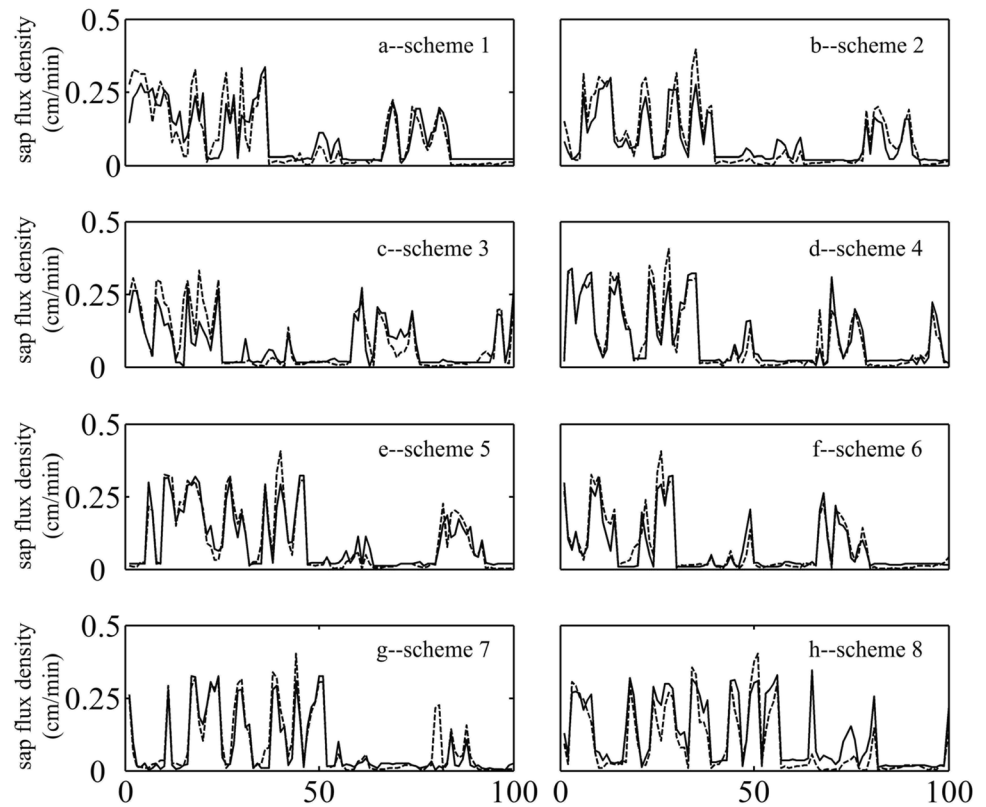 sap flux density
(cm/min)
0.5
0.25
0
a--scheme 1
b--scheme 2
sap flux density
(cm/min)
0.5
0.25
0
c--scheme 3
d--scheme 4
sap flux density
(cm/min)
0.5
0.25
0
e--scheme 5
f--scheme 6
sap flux density
(cm/min)
0.5
0.25
0
g--scheme 7
h--scheme 8
0
50
100
0
50
100